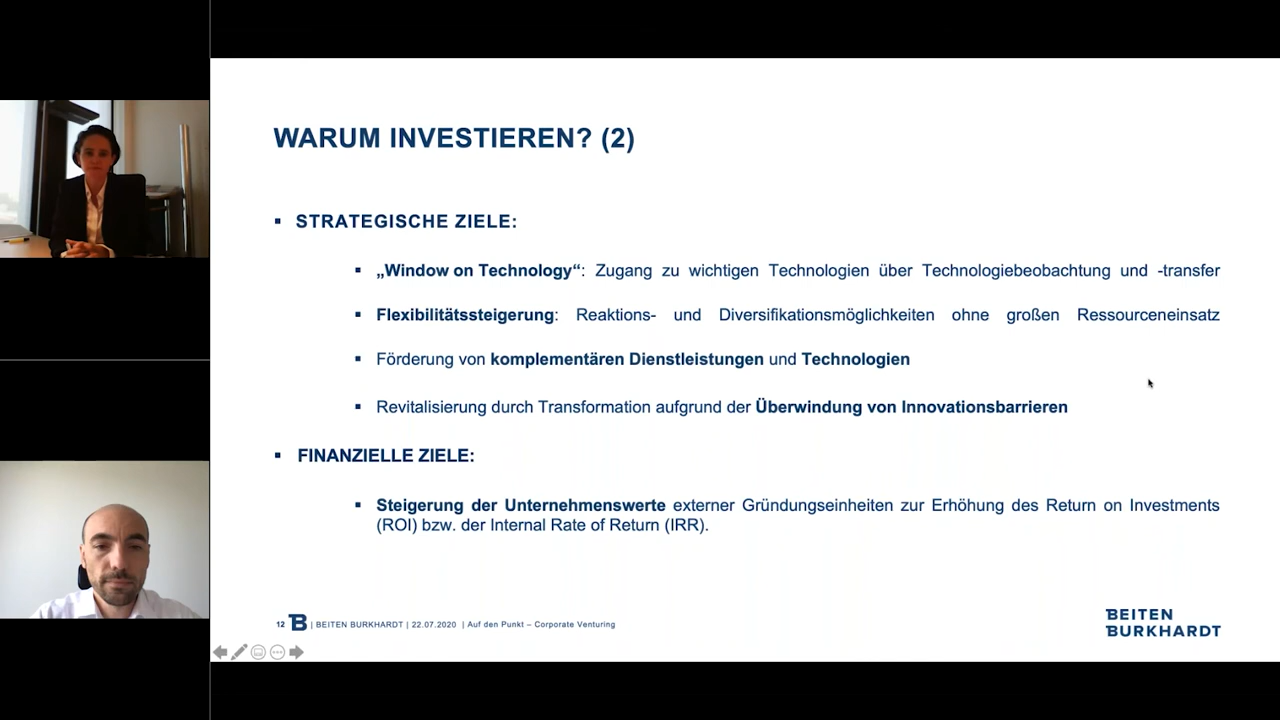 WARUM INVESTIEREN? (2)
▪ STRATEGISCHE ZIELE:
▪ „Window on Technology“: Zugang zu wichtigen Technologien über Technologiebeobachtung und -transfer
▪ Flexibilitätssteigerung: Reaktions- und Diversifikationsmöglichkeiten ohne großen Ressourceneinsatz
▪ Förderung von komplementären Dienstleistungen und Technologien
▪ Revitalisierung durch Transformation aufgrund der Überwindung von Innovationsbarrieren
▪ FINANZIELLE ZIELE:
▪ Steigerung der Unternehmenswerte externer Gründungseinheiten zur Erhöhung des Return on Investments
(ROI) bzw. der Internal Rate of Return (IRR).
12 B | BEITEN BURKHARDT | 22.07.2020 | Auf den Punkt – Corporate Venturing
BEITEN
BURKHARDT